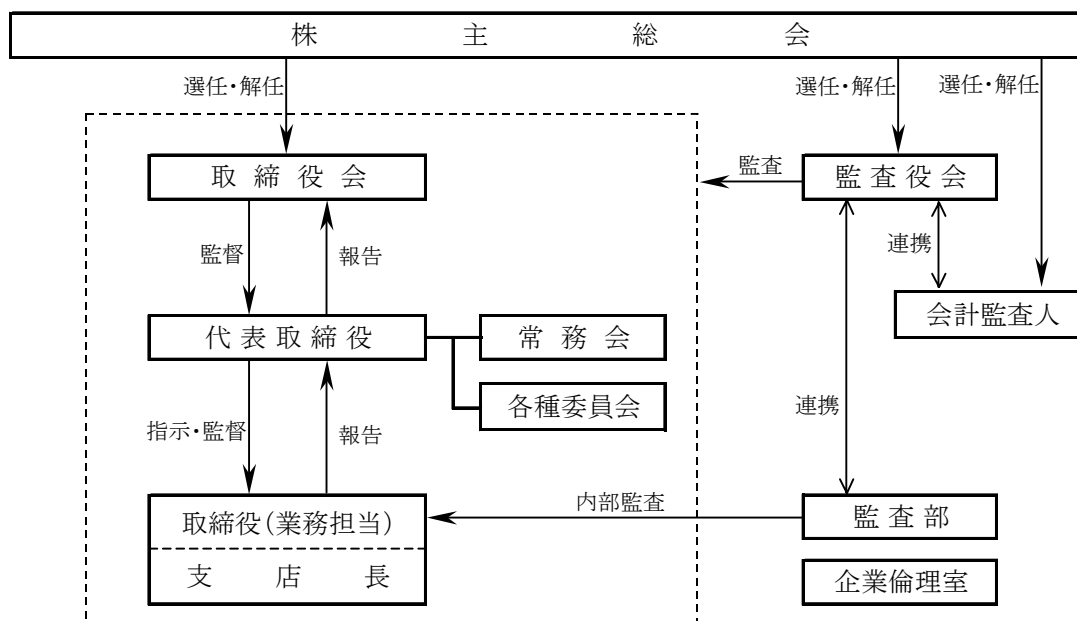 株主総会
選任・解任
選任・解任
選任・解任
取締役会
監査
監査役会
監督
報告
連携
会計監査人
代表取締役
常務会
各種委員会
連携
指示・監督
報告
内部監査
取締役(業務担当)
監査部
支店長
企業倫理室